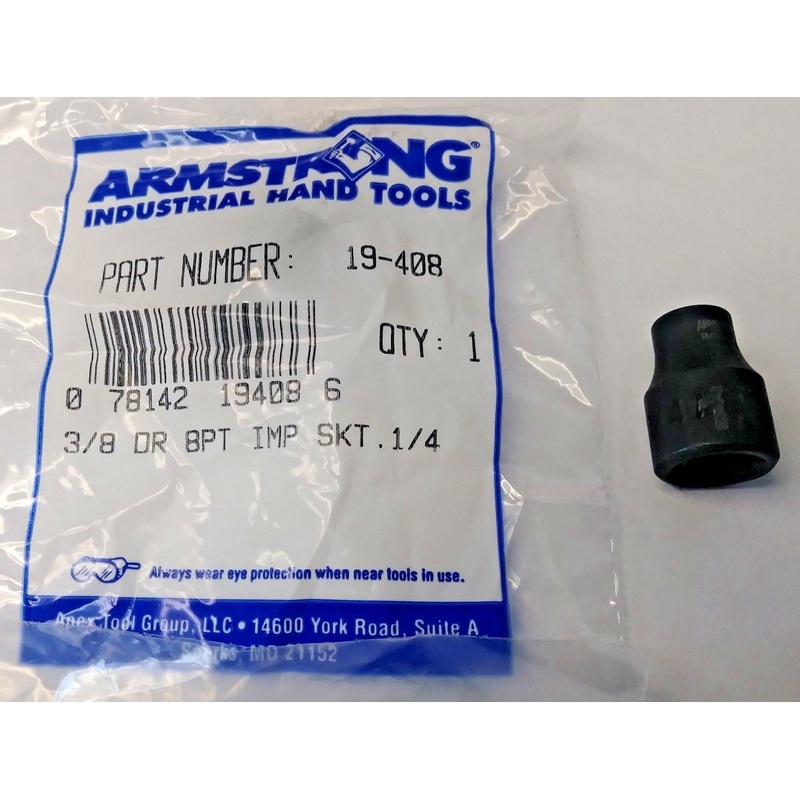 ARMSTRONG®
INDUSTRIAL HAND TOOLS
PART NUMBER: 19-408
QTY: 1
0 78142 19408 6
3/8 DR 8PT IMP SKT.1/4
Always wear eye protection when near tools in use.
Apex Tool Group, LLC • 14600 York Road, Suite A
Sparks, MD 21152